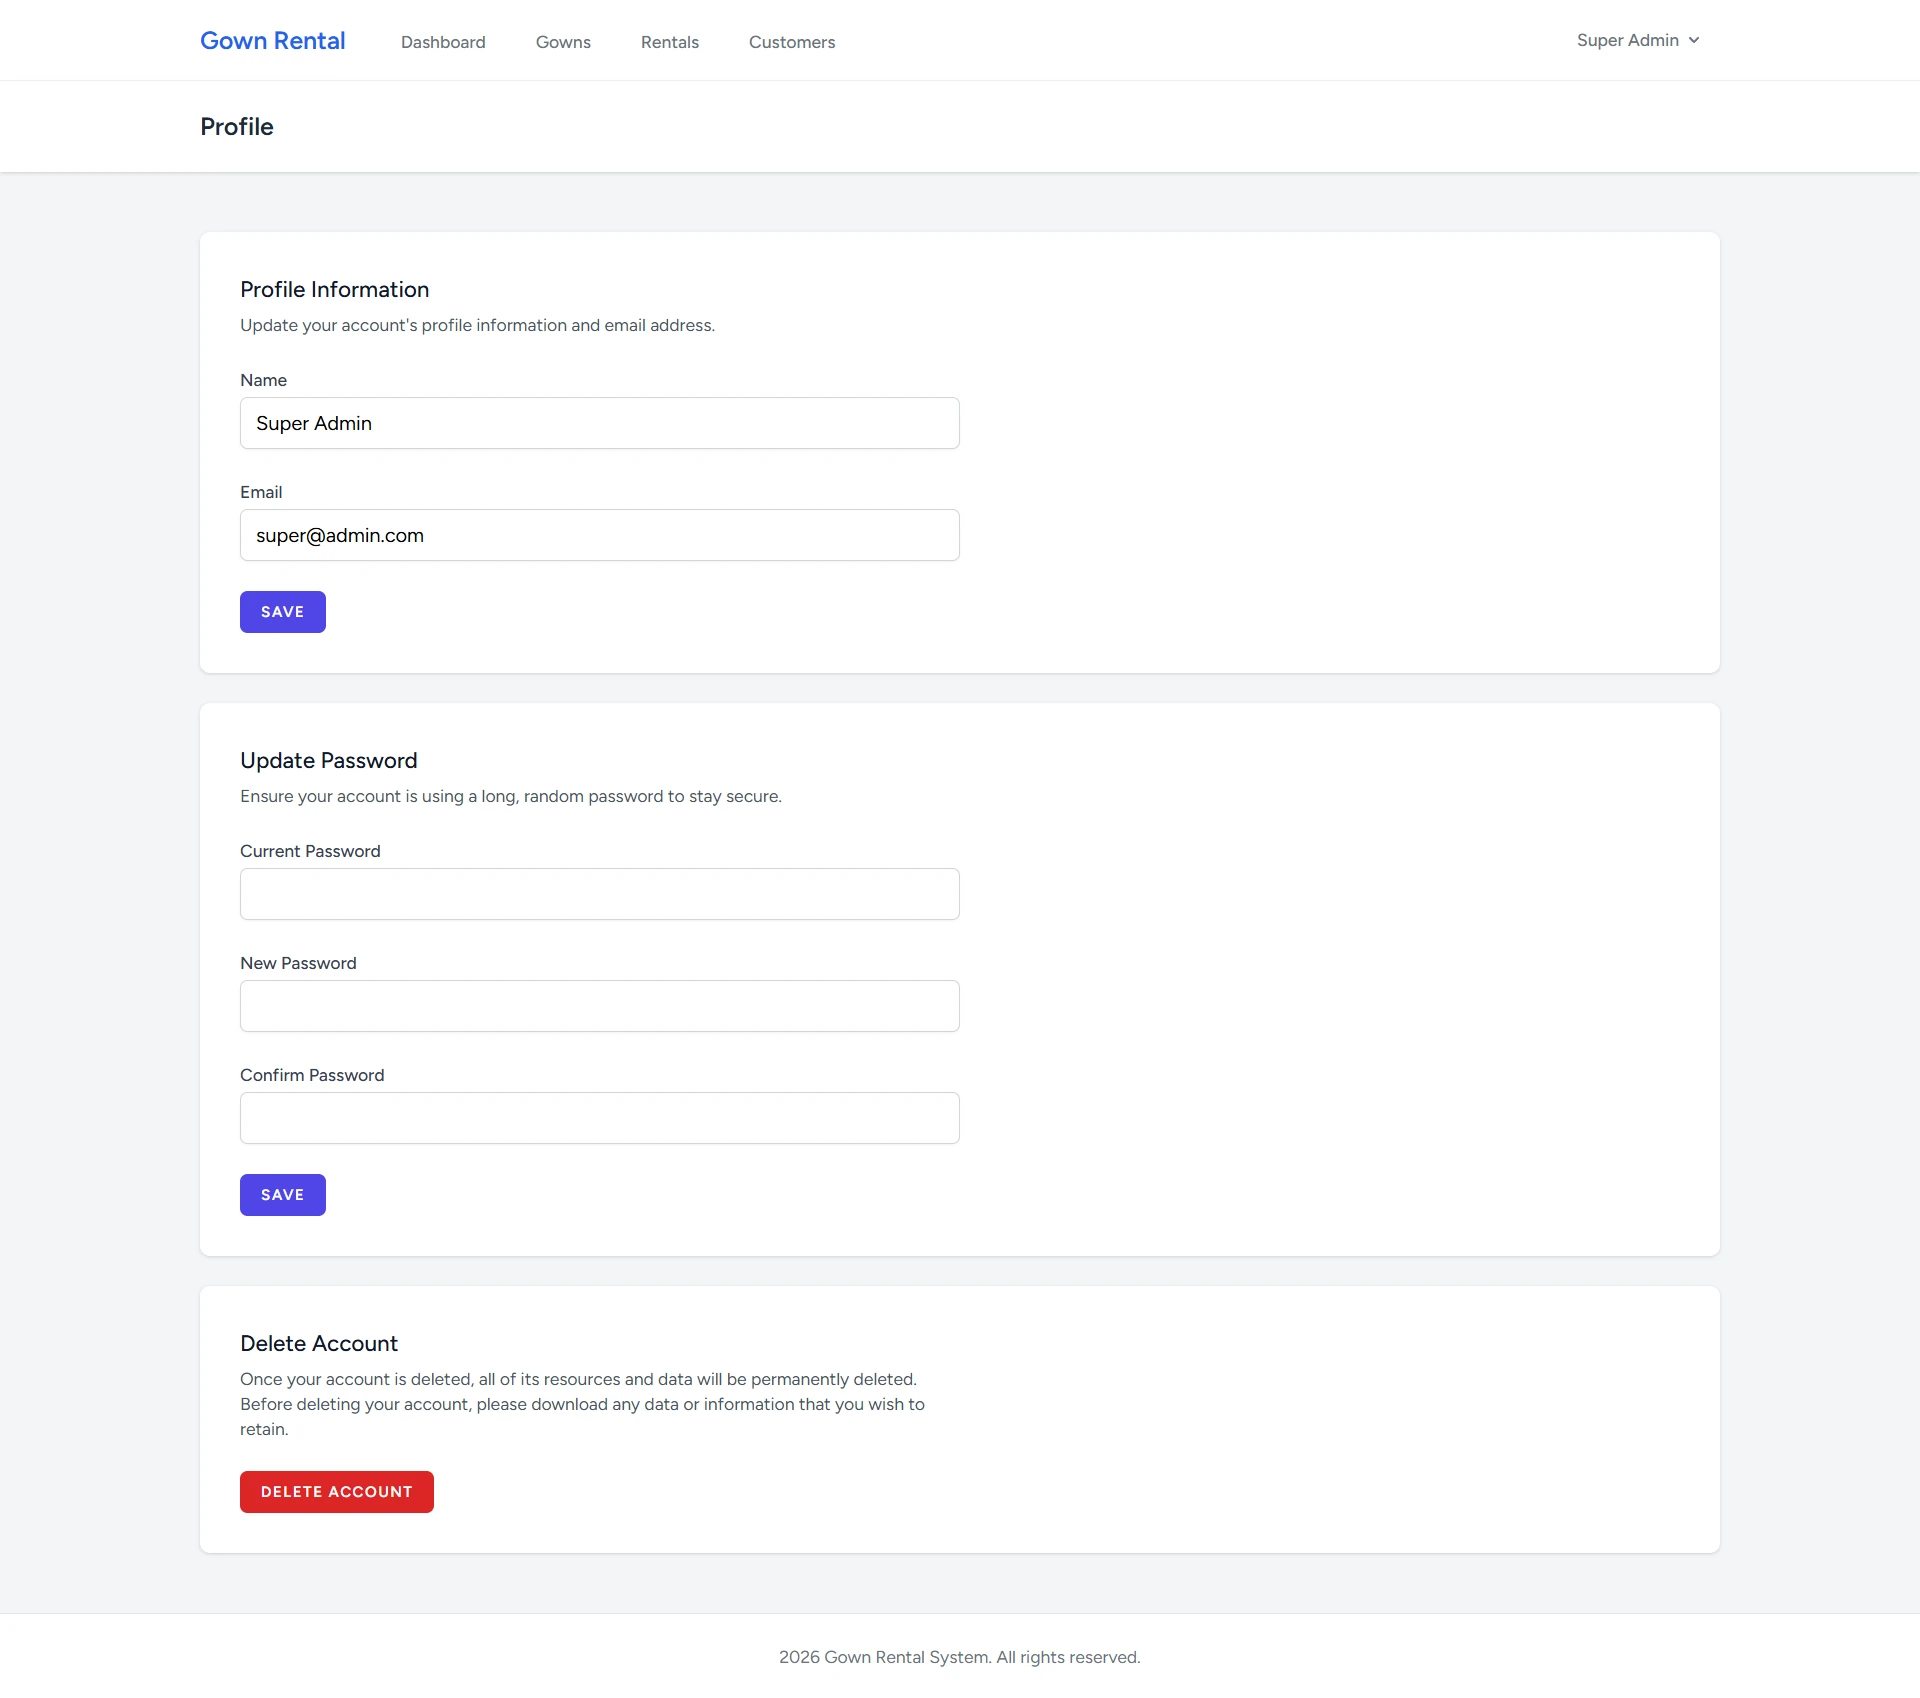 Gown Rental
Dashboard
Gowns
Rentals
Customers
Super Admin
Profile
Profile Information
Update your account's profile information and email address.
Name
Super Admin
Email
super@admin.com
SAVE
Update Password
Ensure your account is using a long, random password to stay secure.
Current Password
New Password
Confirm Password
SAVE
Delete Account
Once your account is deleted, all of its resources and data will be permanently deleted.
Before deleting your account, please download any data or information that you wish to
retain.
DELETE ACCOUNT
2026 Gown Rental System. All rights reserved.